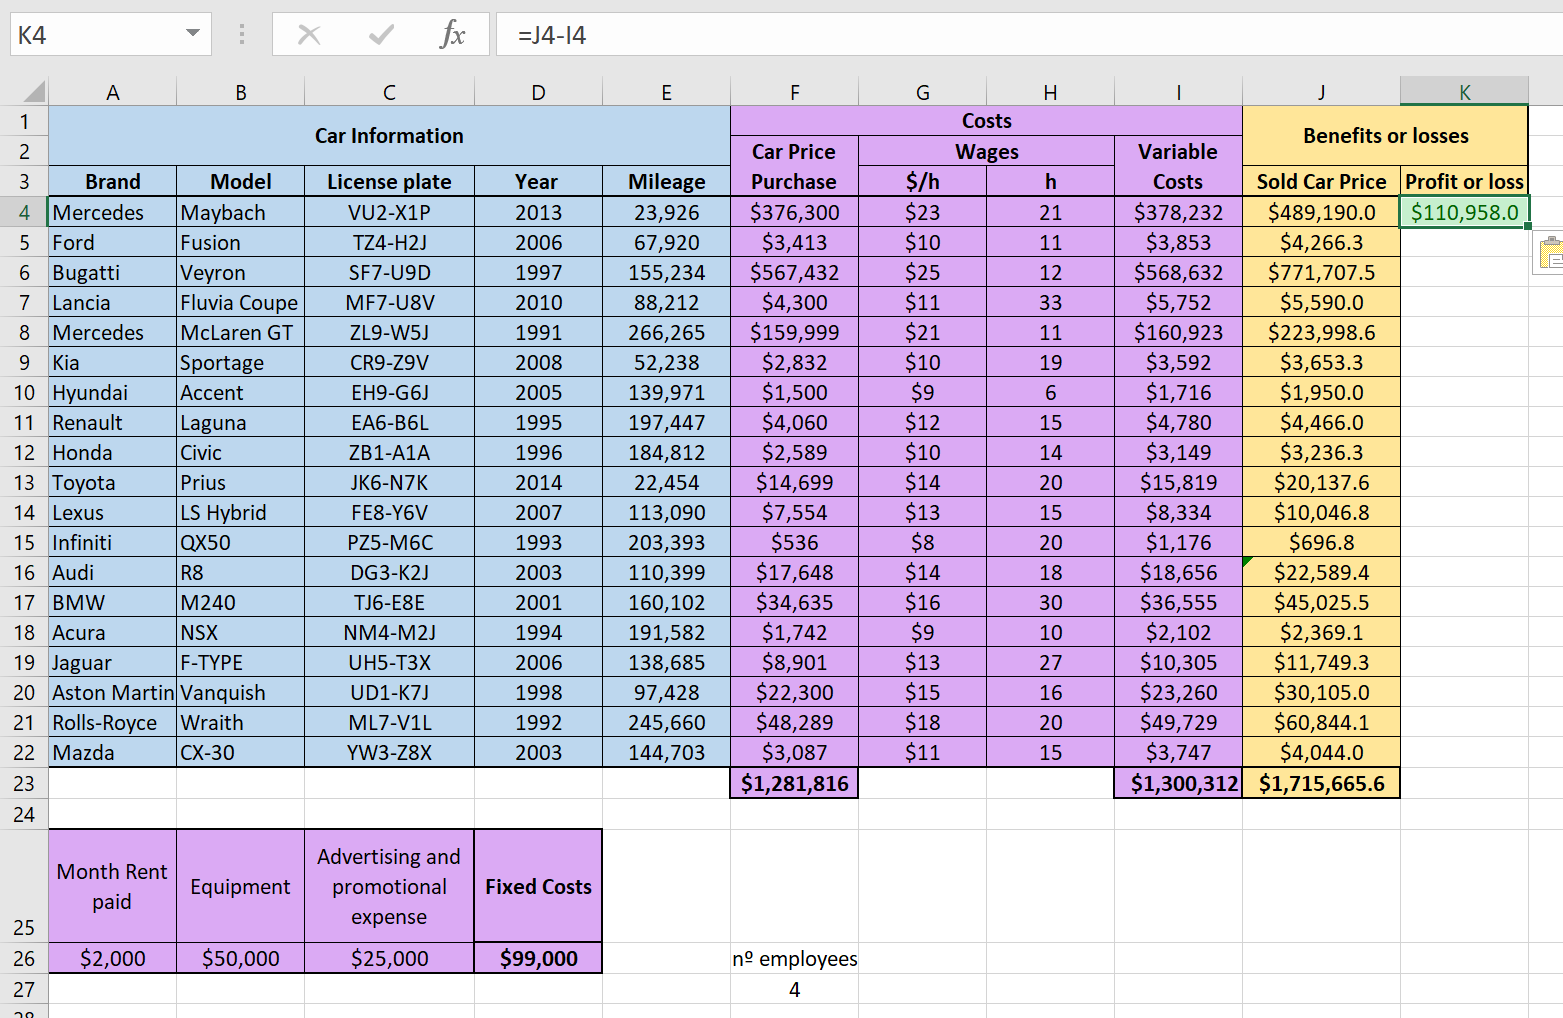 K4 fx =J4-I4
A B C D E F G H I J K
1 Car Information Costs Benefits or losses
2 Car Price Wages Variable
3 Brand Model License plate Year Mileage Purchase $/h h Costs Sold Car Price Profit or loss
4 Mercedes Maybach VU2-X1P 2013 23,926 $376,300 $23 21 $378,232 $489,190.0 $110,958.0
5 Ford Fusion TZ4-H2J 2006 67,920 $3,413 $10 11 $3,853 $4,266.3
6 Bugatti Veyron SF7-U9D 1997 155,234 $567,432 $25 12 $568,632 $771,707.5
7 Lancia Fluvia Coupe MF7-U8V 2010 88,212 $4,300 $11 33 $5,752 $5,590.0
8 Mercedes McLaren GT ZL9-W5J 1991 266,265 $159,999 $21 11 $160,923 $223,998.6
9 Kia Sportage CR9-Z9V 2008 52,238 $2,832 $10 19 $3,592 $3,653.3
10 Hyundai Accent EH9-G6J 2005 139,971 $1,500 $9 6 $1,716 $1,950.0
11 Renault Laguna EA6-B6L 1995 197,447 $4,060 $12 15 $4,780 $4,466.0
12 Honda Civic ZB1-A1A 1996 184,812 $2,589 $10 14 $3,149 $3,236.3
13 Toyota Prius JK6-N7K 2014 22,454 $14,699 $14 20 $15,819 $20,137.6
14 Lexus LS Hybrid FE8-Y6V 2007 113,090 $7,554 $13 15 $8,334 $10,046.8
15 Infiniti QX50 PZ5-M6C 1993 203,393 $536 $8 20 $1,176 $696.8
16 Audi R8 DG3-K2J 2003 110,399 $17,648 $14 18 $18,656 $22,589.4
17 BMW M240 TJ6-E8E 2001 160,102 $34,635 $16 30 $36,555 $45,025.5
18 Acura NSX NM4-M2J 1994 191,582 $1,742 $9 10 $2,102 $2,369.1
19 Jaguar F-TYPE UH5-T3X 2006 138,685 $8,901 $13 27 $10,305 $11,749.3
20 Aston Martin Vanquish UD1-K7J 1998 97,428 $22,300 $15 16 $23,260 $30,105.0
21 Rolls-Royce Wraith ML7-V1L 1992 245,660 $48,289 $18 20 $49,729 $60,844.1
22 Mazda CX-30 YW3-Z8X 2003 144,703 $3,087 $11 15 $3,747 $4,044.0
23 $1,281,816 $1,300,312 $1,715,665.6
24
Month Rent
paid
Equipment
Advertising and
promotional
expense
Fixed Costs
25
26 $2,000 $50,000 $25,000 $99,000 nº employees
27 4
28